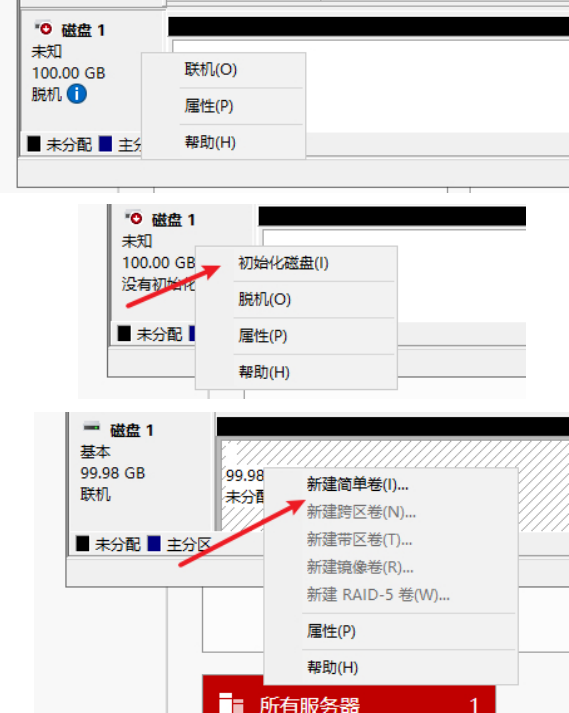 磁盘 1
未知
100.00 GB
脱机
联机(O)
属性(P)
帮助(H)
未分配 主分
磁盘 1
未知
100.00 GB
没有初始化
初始化磁盘(I)
脱机(O)
属性(P)
帮助(H)
未分配
磁盘 1
基本
99.98 GB
联机
99.98
未分配
新建简单卷(I)...
新建跨区卷(N)...
新建带区卷(T)...
新建镜像卷(R)...
新建 RAID-5 卷(W)...
属性(P)
帮助(H)
未分配 主分区
所有服务器 1